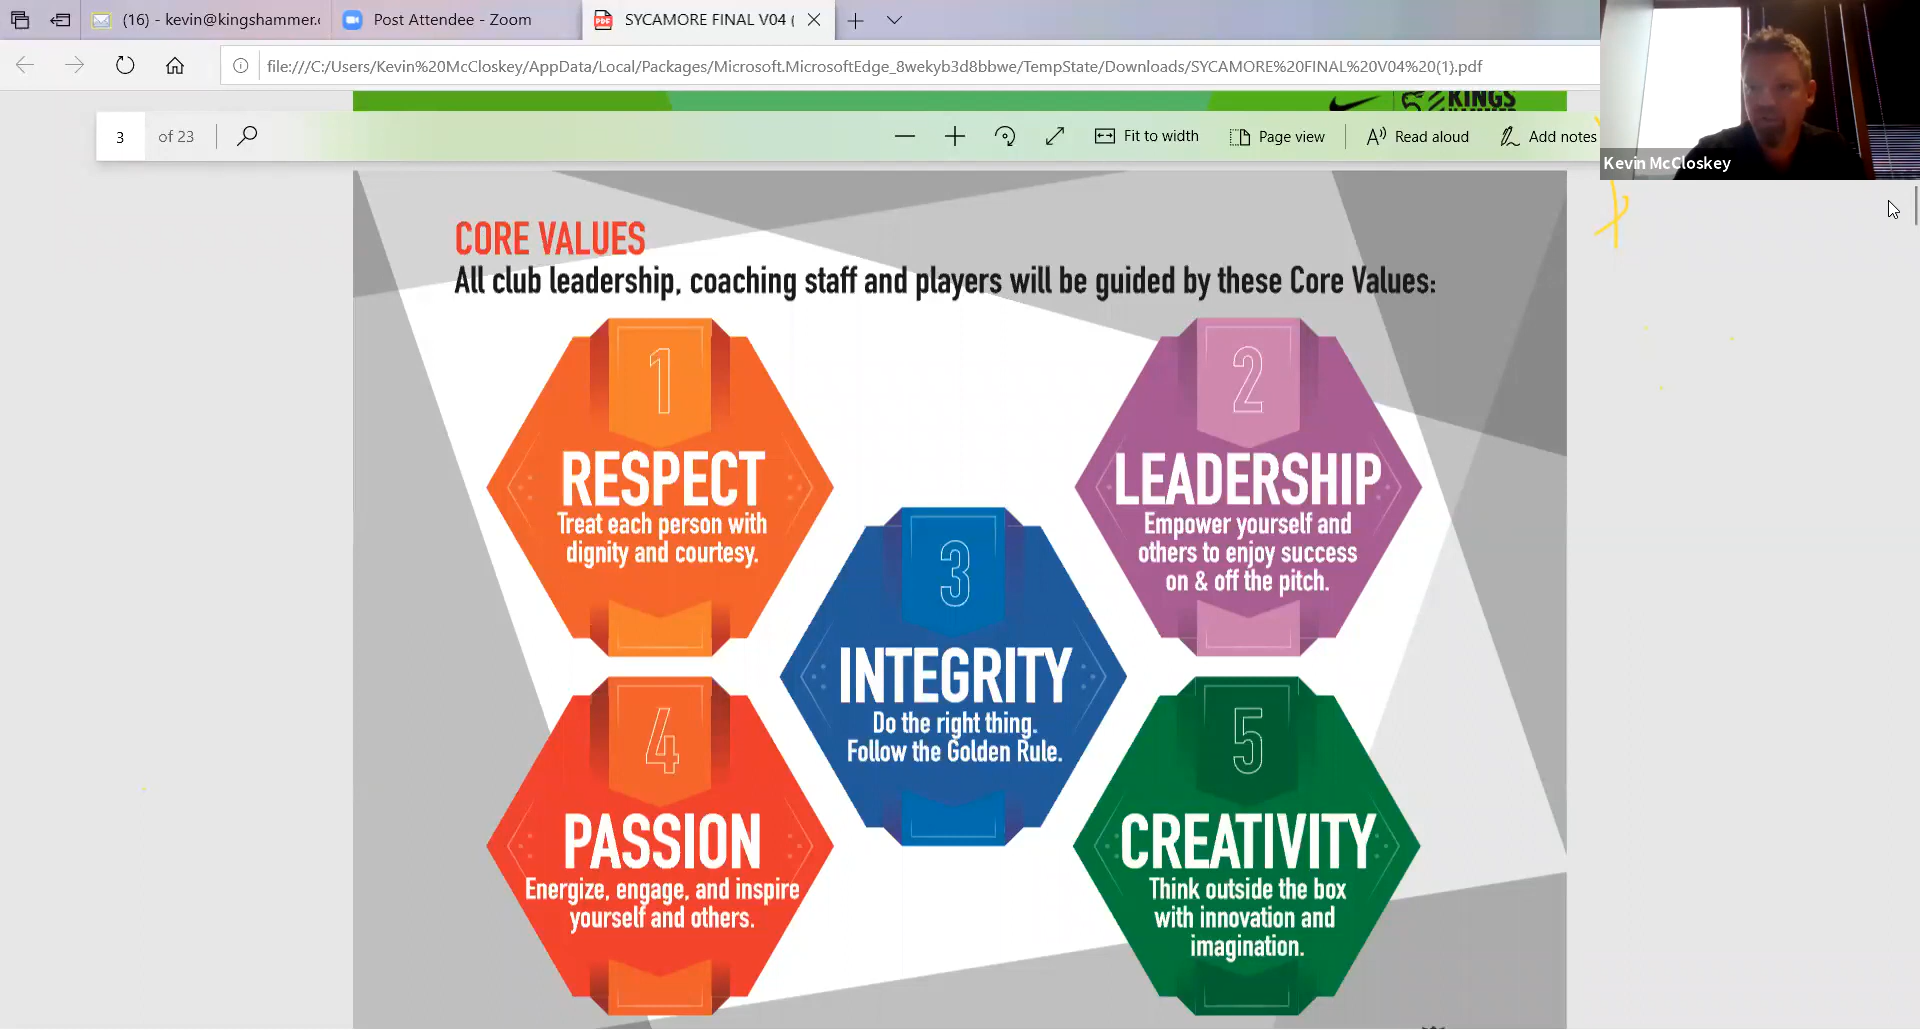 (16) - kevin@kingshammer.c
Post Attendee - Zoom
SYCAMORE FINAL V04 (
file:///C:/Users/Kevin%20McCloskey/AppData/Local/Packages/Microsoft.MicrosoftEdge_8wekyb3d8bbwe/TempState/Downloads/SYCAMORE%20FINAL%20V04%20(1).pdf
KINGS
3 of 23
Fit to width
Page view
Read aloud
Add notes
Kevin McCloskey
CORE VALUES
All club leadership, coaching staff and players will be guided by these Core Values:
1
RESPECT
Treat each person with
dignity and courtesy.
2
LEADERSHIP
Empower yourself and
others to enjoy success
on & off the pitch.
3
INTEGRITY
Do the right thing.
Follow the Golden Rule.
4
PASSION
Energize, engage, and inspire
yourself and others.
5
CREATIVITY
Think outside the box
with innovation and
imagination.